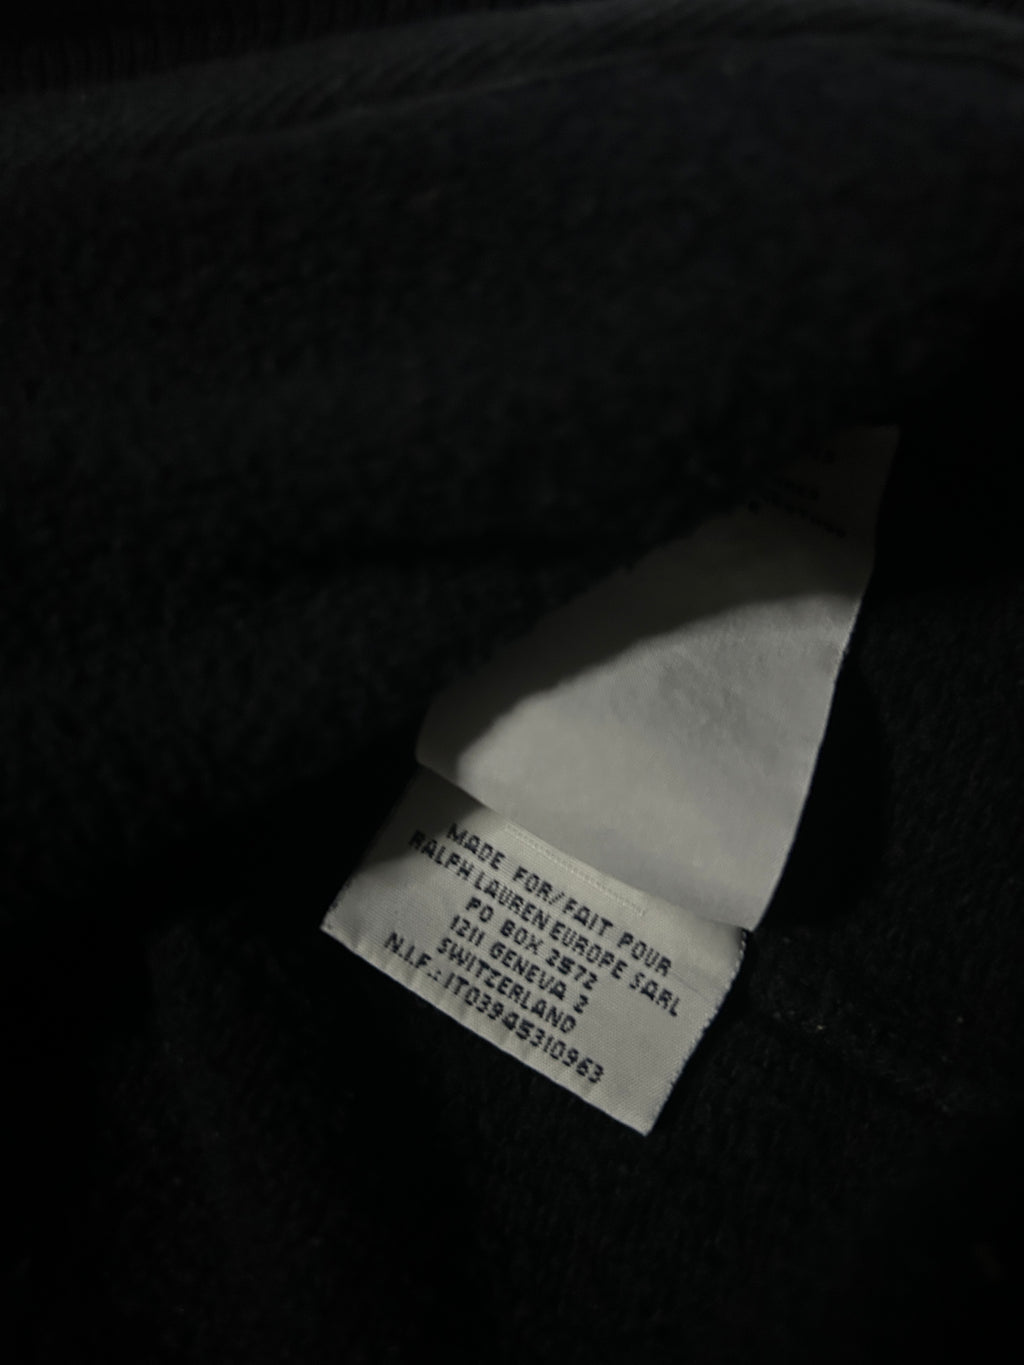 MADE FOR/FAIT POUR
RALPH LAUREN EUROPE SARL
PO BOX 2572
1211 GENEVA 2
SWITZERLAND
N.I.F.: IT03945310963